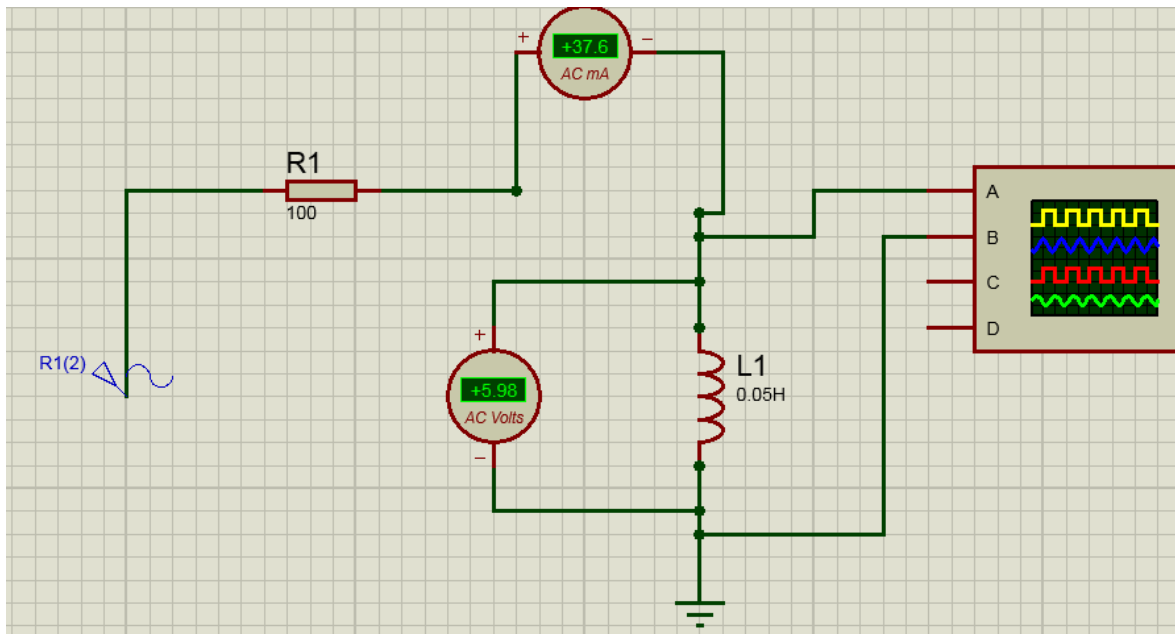 + +37.6 −
AC mA
R1
100
A
B
C
D
R1(2)
+
+5.98
AC Volts
−
L1
0.05H